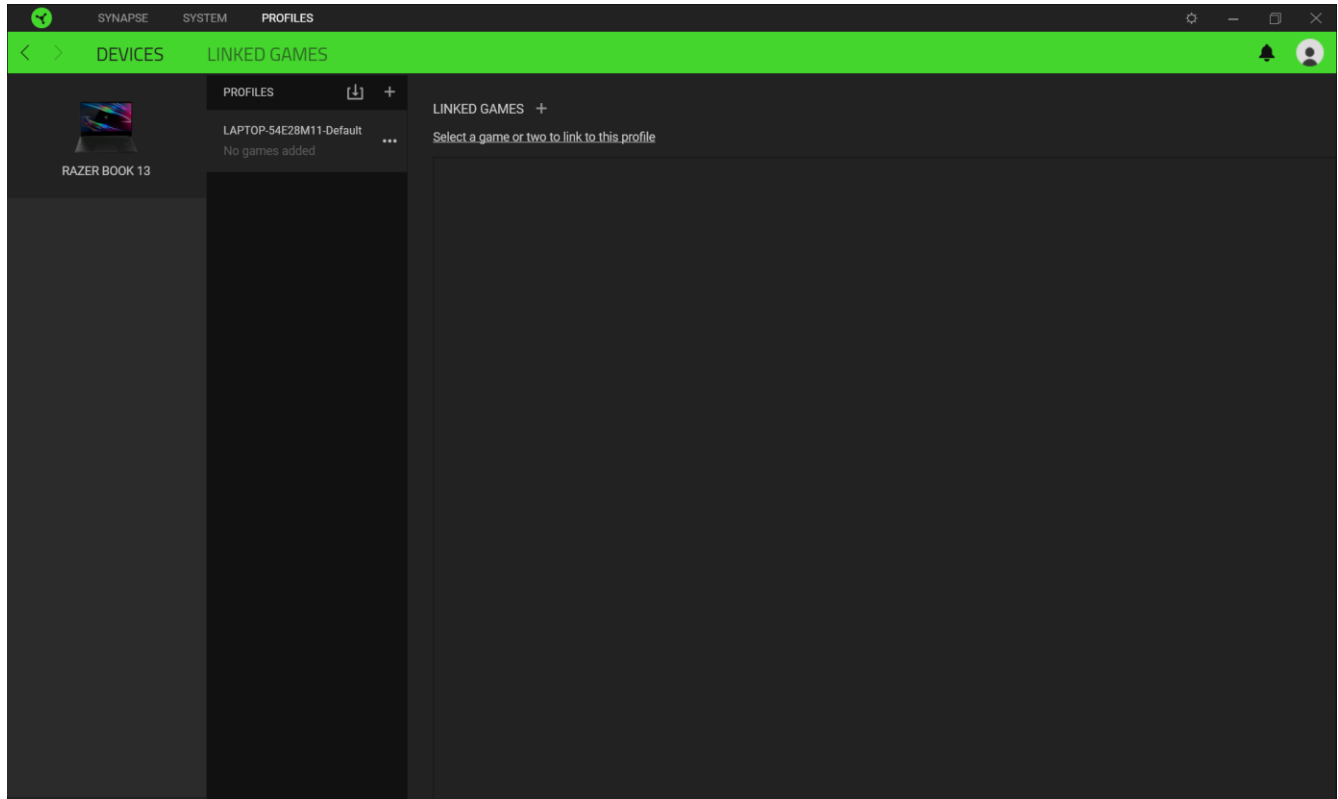 SYNAPSE SYSTEM PROFILES
DEVICES LINKED GAMES
RAZER BOOK 13
PROFILES
LAPTOP-54E28M11-Default
No games added
LINKED GAMES +
Select a game or two to link to this profile